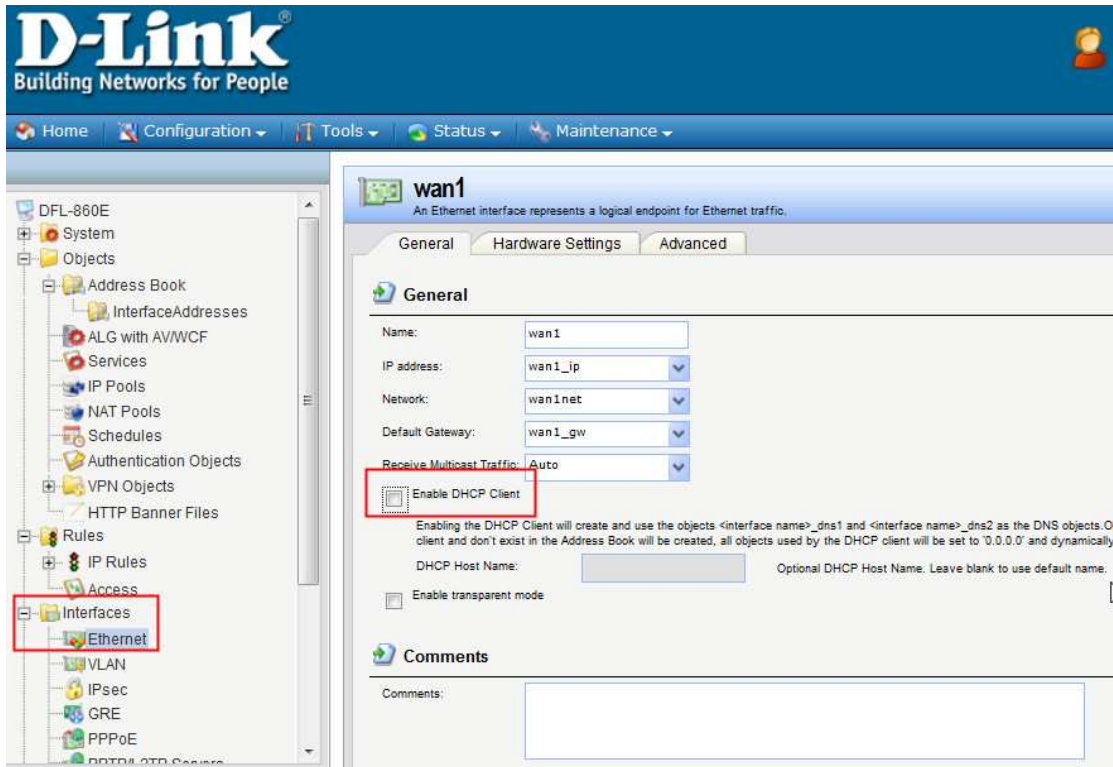 D-Link®
Building Networks for People
Home Configuration Tools Status Maintenance
DFL-860E
System
Objects
Address Book
InterfaceAddresses
ALG with AV/WCF
Services
IP Pools
NAT Pools
Schedules
Authentication Objects
VPN Objects
HTTP Banner Files
Rules
IP Rules
Access
Interfaces
Ethernet
VLAN
IPsec
GRE
PPPoE
wan1
An Ethernet interface represents a logical endpoint for Ethernet traffic.
General Hardware Settings Advanced
General
Name: wan1
IP address: wan1_ip
Network: wan1net
Default Gateway: wan1_gw
Receive Multicast Traffic: Auto
Enable DHCP Client
Enabling the DHCP Client will create and use the objects <interface name>_dns1 and <interface name>_dns2 as the DNS objects.O
client and don't exist in the Address Book will be created, all objects used by the DHCP client will be set to '0.0.0.0' and dynamically
DHCP Host Name: Optional DHCP Host Name. Leave blank to use default name.
Enable transparent mode
Comments
Comments: